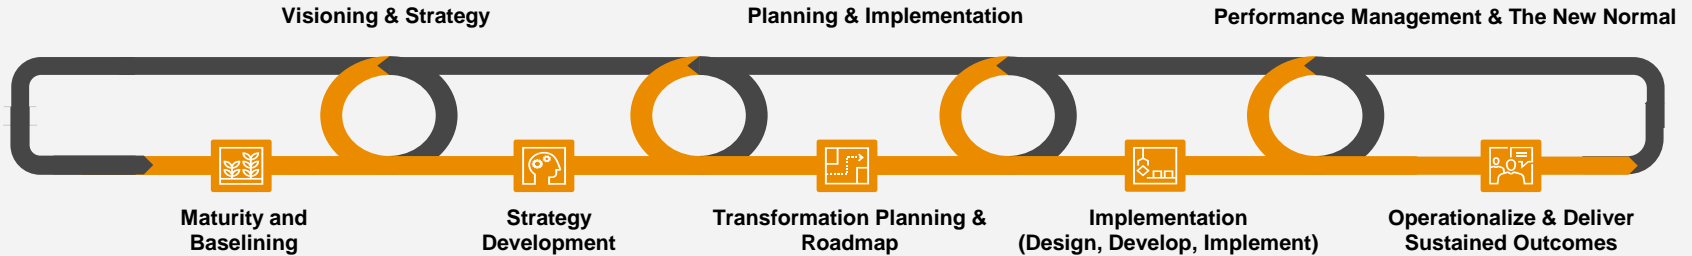 Visioning & Strategy
Planning & Implementation
Performance Management & The New Normal
Maturity and
Baselining
Strategy
Development
Transformation Planning &
Roadmap
Implementation
(Design, Develop, Implement)
Operationalize & Deliver
Sustained Outcomes